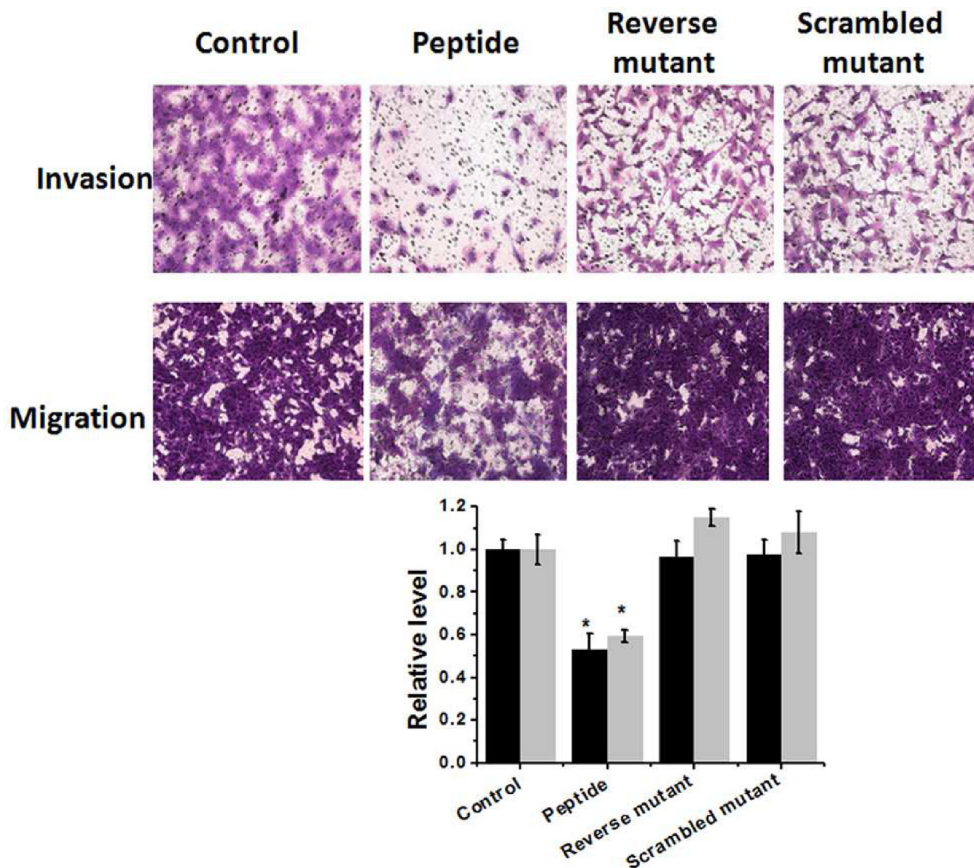 Control
Peptide
Reverse
mutant
Scrambled
mutant
Invasion
Migration
Relative level
1.2
1.0
0.8
0.6
0.4
0.2
0.0
*
*
Control
Peptide
Reverse mutant
Scrambled mutant